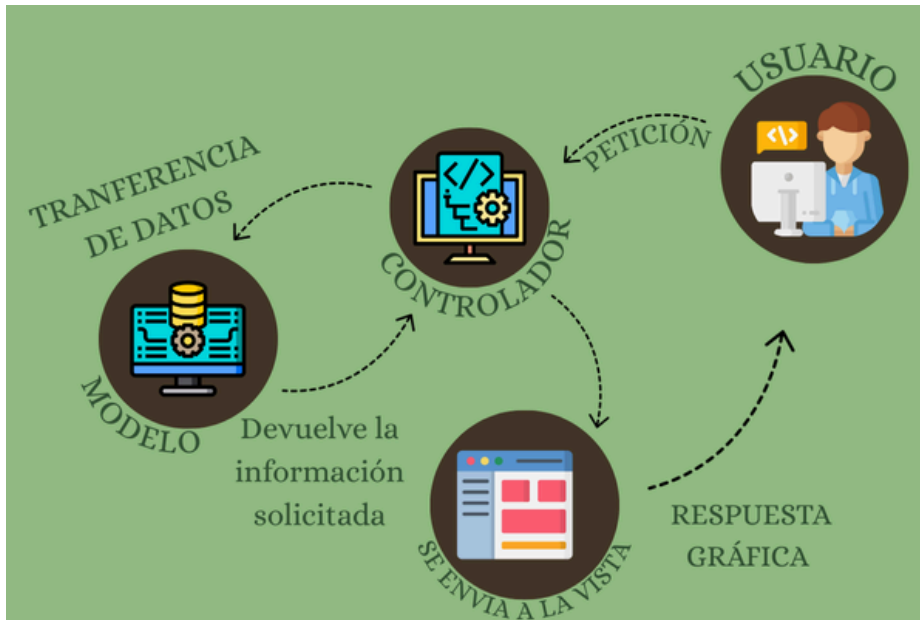 USUARIO
PETICIÓN
TRANFERENCIA
DE DATOS
CONTROLADOR
MODELO
Devuelve la
información
solicitada
SE ENVIA A LA VISTA
RESPUESTA
GRÁFICA